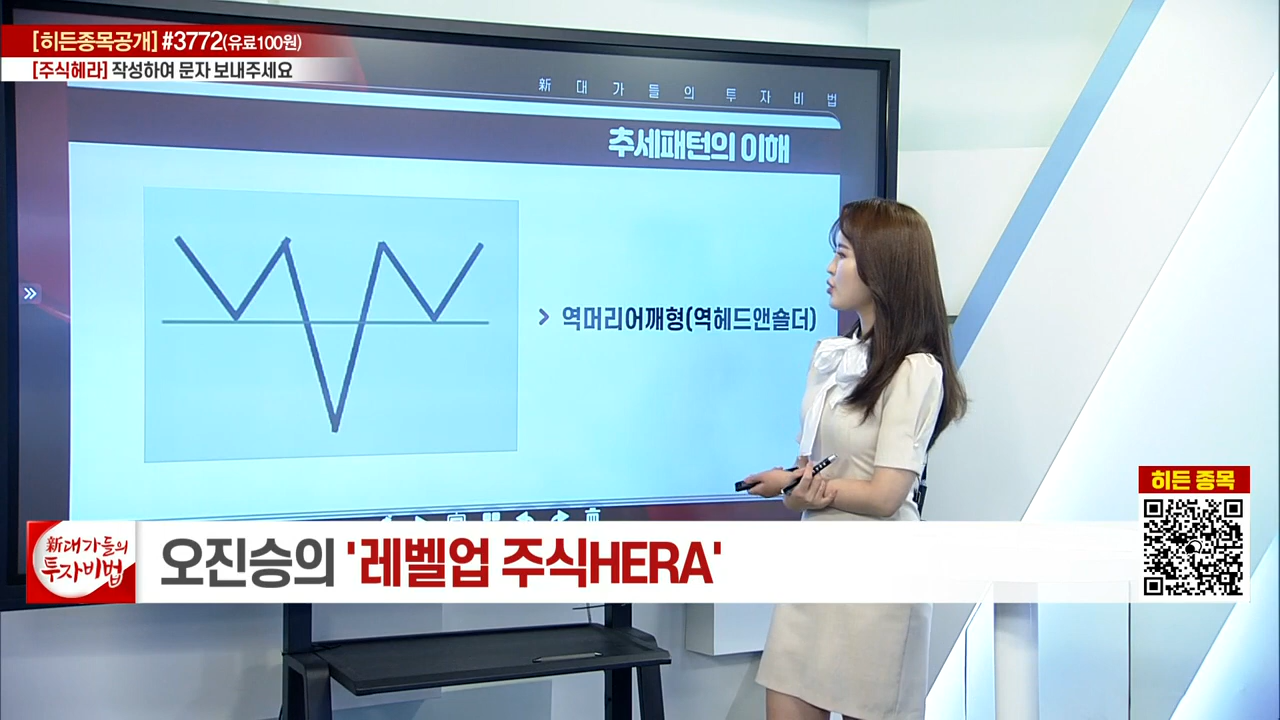 [히든종목공개] #3772(유료100원)
[주식헤라] 작성하여 문자 보내주세요
新 대 가 들 의 투 자 비 법
추세패턴의 이해
> 역머리어깨형(역헤드앤숄더)
히든 종목
新대가들의
투자비법
오진승의 '레벨업 주식HERA'